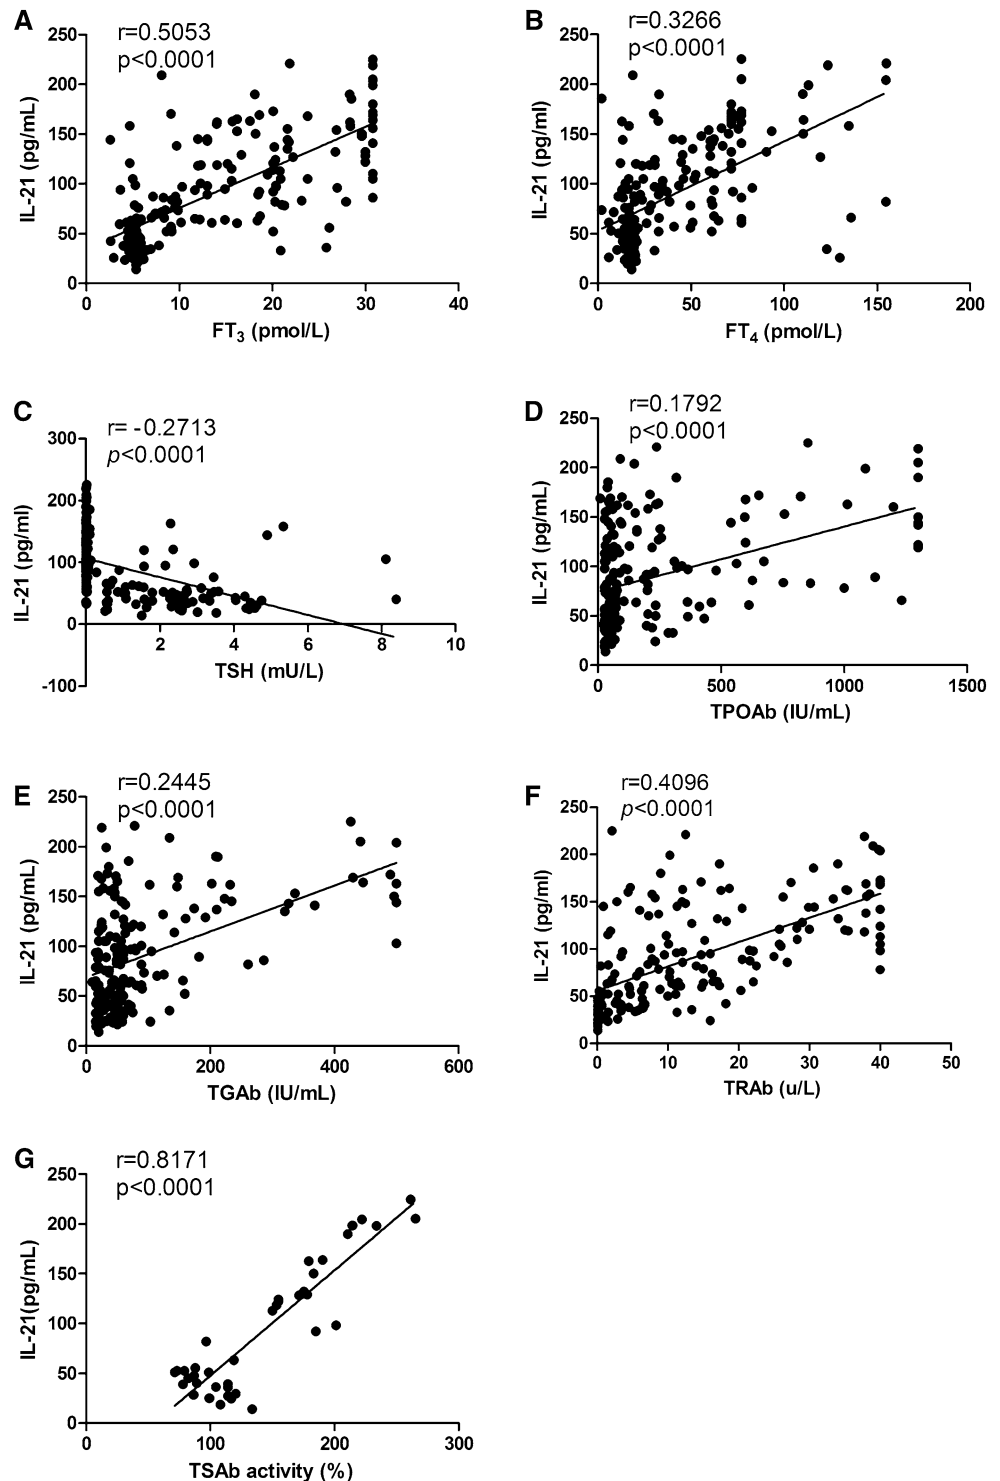 A
r=0.5053
p<0.0001
250
200
150
100
50
0
IL-21 (pg/mL)
0 10 20 30 40
FT3 (pmol/L)
B
r=0.3266
p<0.0001
250
200
150
100
50
0
IL-21 (pg/ml)
0 50 100 150 200
FT4 (pmol/L)
C
r= -0.2713
p<0.0001
300
200
100
0
-100
IL-21 (pg/ml)
2 4 6 8 10
TSH (mU/L)
D
r=0.1792
p<0.0001
250
200
150
100
50
0
IL-21 (pg/mL)
0 500 1000 1500
TPOAb (IU/mL)
E
r=0.2445
p<0.0001
250
200
150
100
50
0
IL-21 (pg/mL)
0 200 400 600
TGAb (IU/mL)
F
r=0.4096
p<0.0001
250
200
150
100
50
0
IL-21 (pg/ml)
0 10 20 30 40 50
TRAb (u/L)
G
r=0.8171
p<0.0001
250
200
150
100
50
0
IL-21(pg/mL)
0 100 200 300
TSAb activity (%)